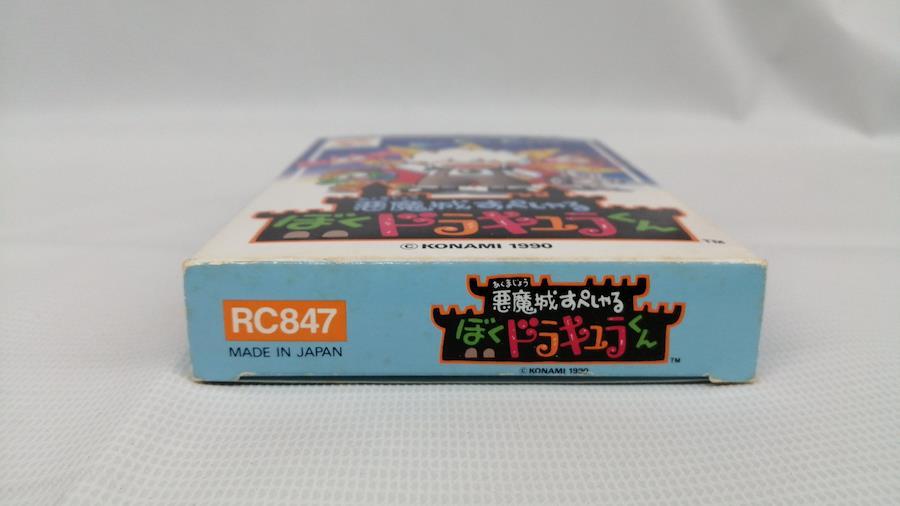 悪魔城すぺしゃる
ぼくドラキュラくん
TM
© KONAMI 1990
RC847
MADE IN JAPAN
あくまじょう
悪魔城すぺしゃる
ぼくドラキュラくん
TM
© KONAMI 1990